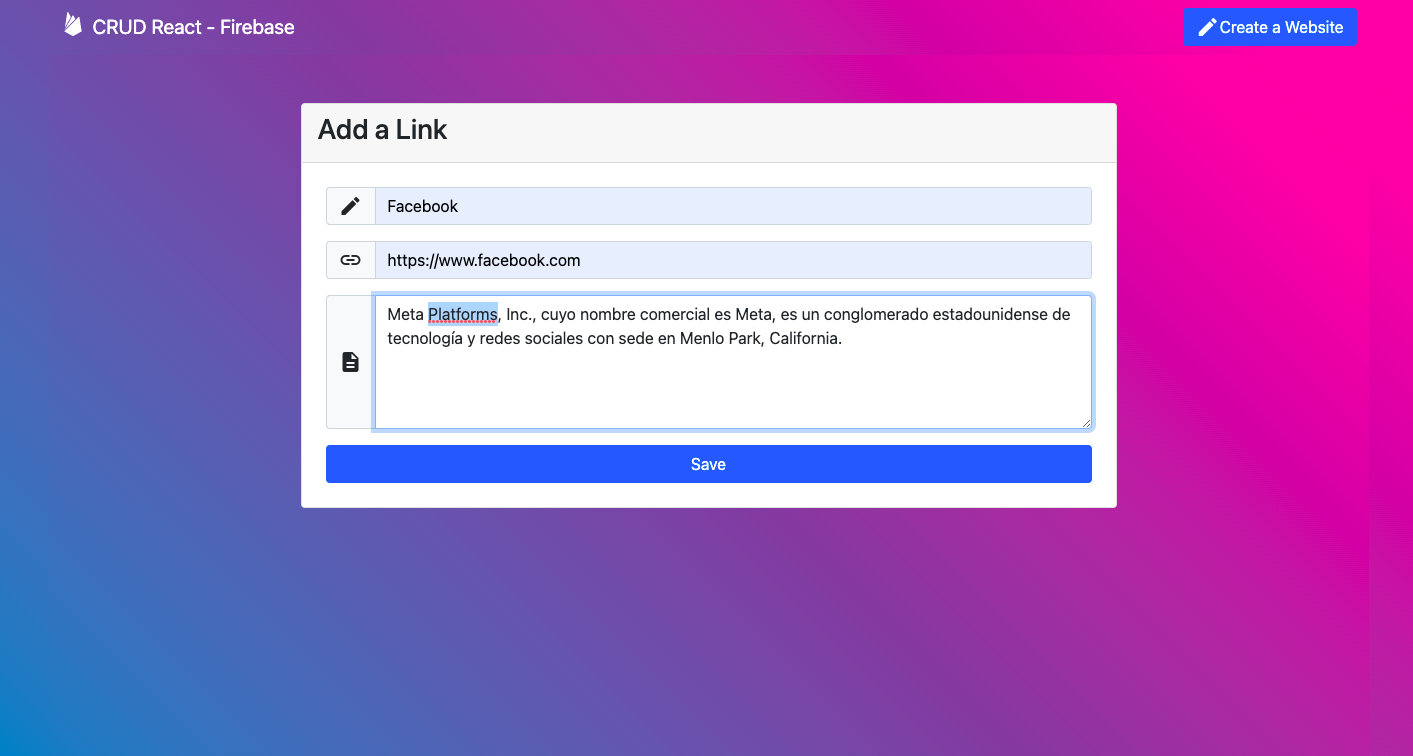 CRUD React - Firebase
Create a Website
Add a Link
Facebook
https://www.facebook.com
Meta Platforms, Inc., cuyo nombre comercial es Meta, es un conglomerado estadounidense de
tecnología y redes sociales con sede en Menlo Park, California.
Save